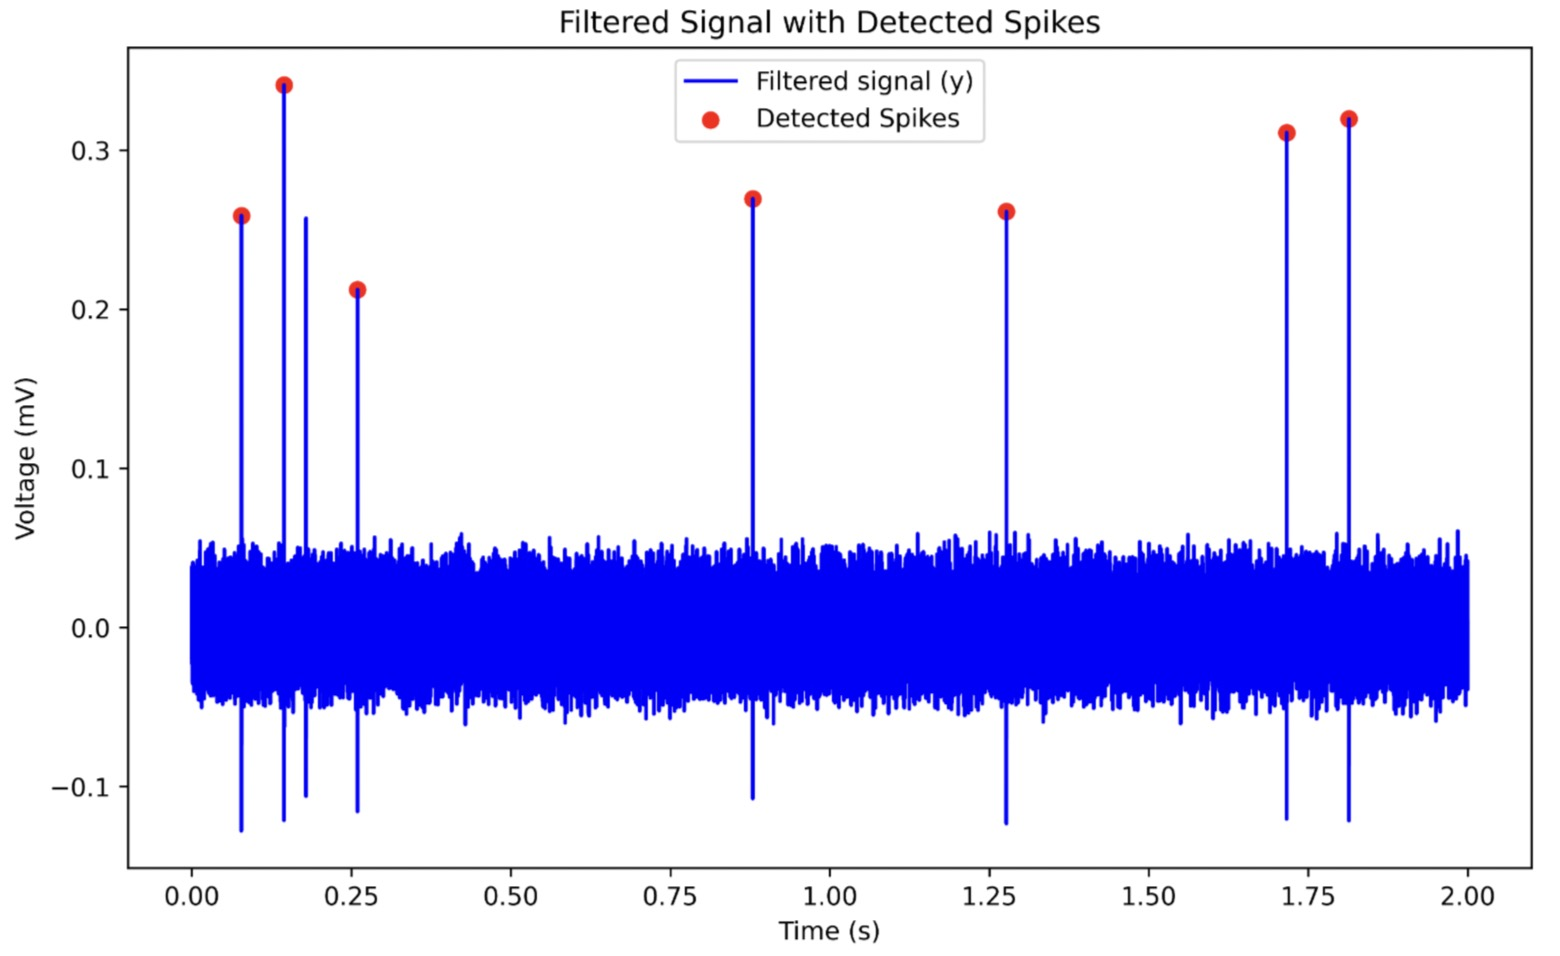 Filtered Signal with Detected Spikes
Filtered signal (y)
Detected Spikes
0.3
0.2
0.1
0.0
−0.1
Voltage (mV)
0.00 0.25 0.50 0.75 1.00 1.25 1.50 1.75 2.00
Time (s)